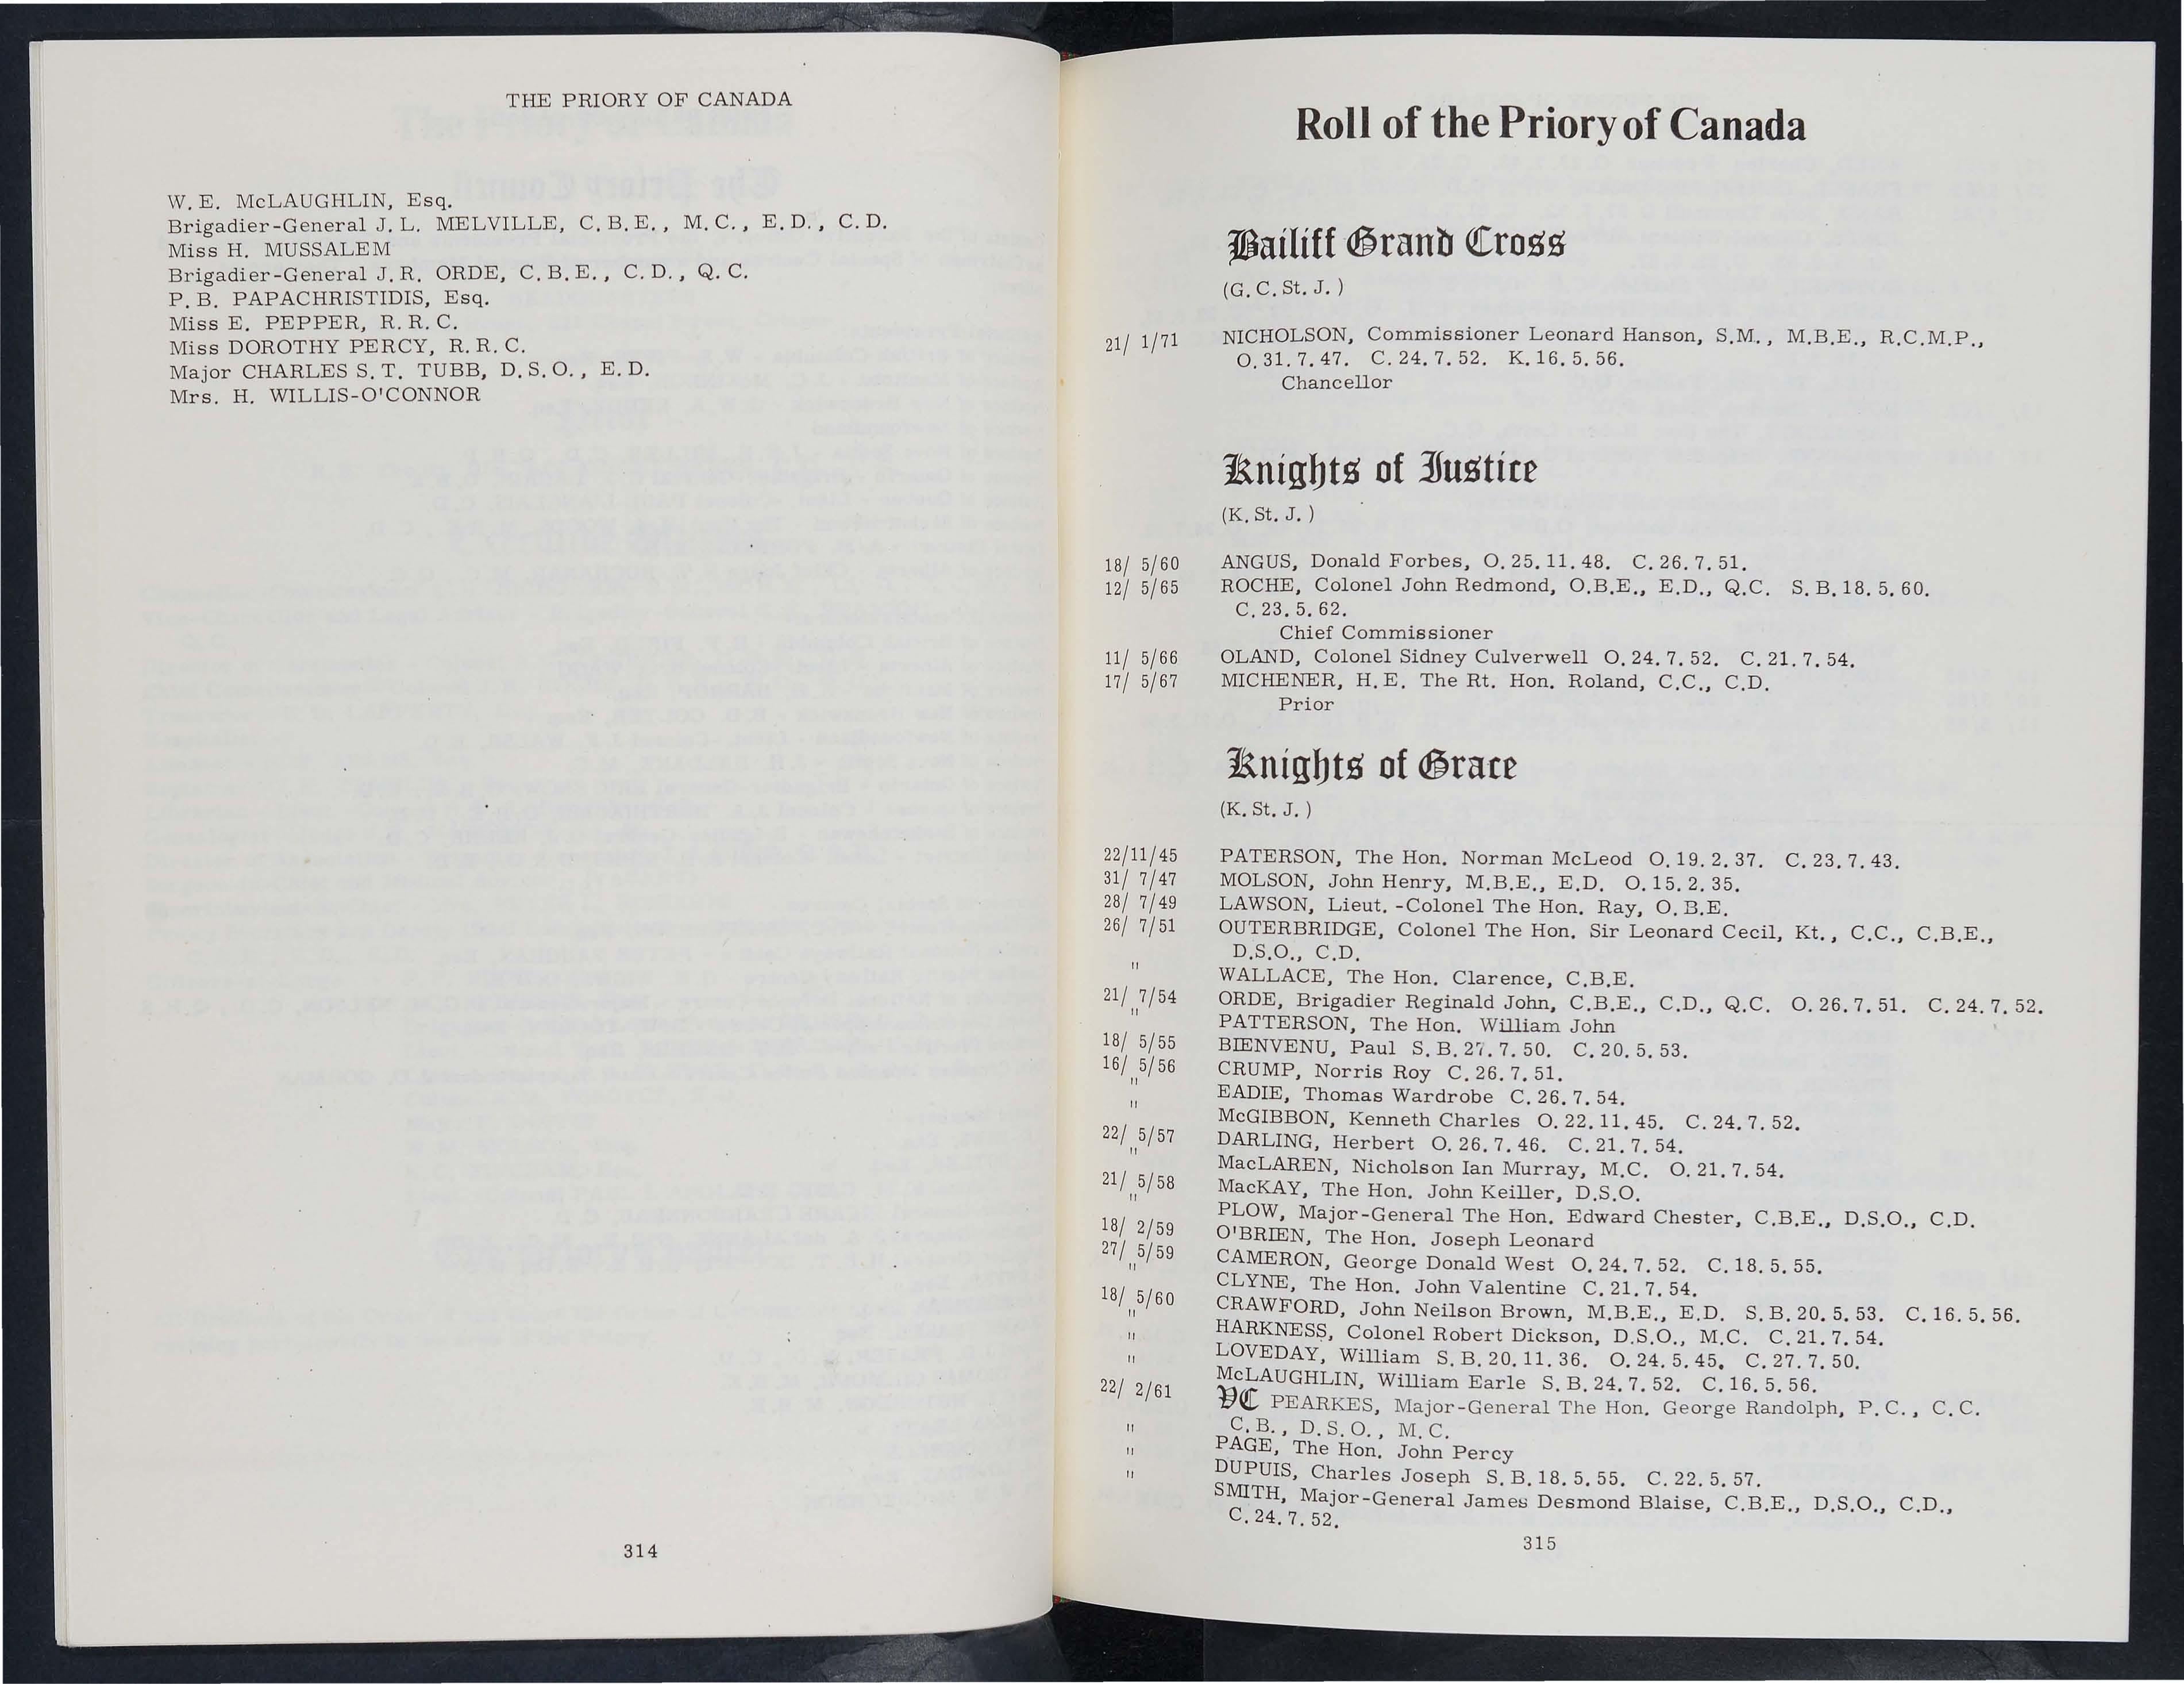 THE PRIORY OF CANADA
W. E. McLAUGHLIN, Esq.
Brigadier-General J. L. MELVILLE, C. B. E., M. C., E. D., C. D.
Miss H. MUSSALEM
Brigadier-General J. R. ORDE, C. B. E., C. D., Q. C.
P. B. PAPACHRISTIDIS, Esq.
Miss E. PEPPER, R. R. C.
Miss DOROTHY PERCY, R. R. C.
Major CHARLES S. T. TUBB, D. S. O., E. D.
Mrs. H. WILLIS-O'CONNOR
314
Roll of the Priory of Canada
Bailiff Grand Cross
(G. C. St. J. )
21/ 1/71 NICHOLSON, Commissioner Leonard Hanson, S.M., M.B.E., R.C.M.P.,
O. 31. 7. 47. C. 24. 7. 52. K. 16. 5. 56.
Chancellor
Knights of Justice
(K. St. J. )
18/ 5/60 ANGUS, Donald Forbes, O. 25. 11. 48. C. 26. 7. 51.
12/ 5/65 ROCHE, Colonel John Redmond, O.B.E., E.D., Q.C. S. B. 18. 5. 60.
C. 23. 5. 62.
Chief Commissioner
11/ 5/66 OLAND, Colonel Sidney Culverwell O. 24. 7. 52. C. 21. 7. 54.
17/ 5/67 MICHENER, H. E. The Rt. Hon. Roland, C.C., C.D.
Prior
Knights of Grace
(K. St. J. )
22/11/45 PATERSON, The Hon. Norman McLeod O. 19. 2. 37. C. 23. 7. 43.
31/ 7/47 MOLSON, John Henry, M.B.E., E.D. O. 15. 2. 35.
28/ 7/49 LAWSON, Lieut. -Colonel The Hon. Ray, O. B.E.
26/ 7/51 OUTERBRIDGE, Colonel The Hon. Sir Leonard Cecil, Kt., C.C., C.B.E.,
D.S.O., C.D.
" WALLACE, The Hon. Clarence, C.B.E.
21/ 7/54 ORDE, Brigadier Reginald John, C.B.E., C.D., Q.C. O. 26. 7. 51. C. 24. 7. 52.
" PATTERSON, The Hon. William John
18/ 5/55 BIENVENU, Paul S. B. 27. 7. 50. C. 20. 5. 53.
16/ 5/56 CRUMP, Norris Roy C. 26. 7. 51.
" EADIE, Thomas Wardrobe C. 26. 7. 54.
" McGIBBON, Kenneth Charles O. 22. 11. 45. C. 24. 7. 52.
22/ 5/57 DARLING, Herbert O. 26. 7. 46. C. 21. 7. 54.
" MacLAREN, Nicholson Ian Murray, M.C. O. 21. 7. 54.
21/ 5/58 MacKAY, The Hon. John Keiller, D.S.O.
" PLOW, Major-General The Hon. Edward Chester, C.B.E., D.S.O., C.D.
18/ 2/59 O'BRIEN, The Hon. Joseph Leonard
27/ 5/59 CAMERON, George Donald West O. 24. 7. 52. C. 18. 5. 55.
" CLYNE, The Hon. John Valentine C. 21. 7. 54.
18/ 5/60 CRAWFORD, John Neilson Brown, M.B.E., E.D. S. B. 20. 5. 53. C. 16. 5. 56.
" HARKNESS, Colonel Robert Dickson, D.S.O., M.C. C. 21. 7. 54.
" LOVEDAY, William S. B. 20. 11. 36. O. 24. 5. 45. C. 27. 7. 50.
" McLAUGHLIN, William Earle S. B. 24. 7. 52. C. 16. 5. 56.
22/ 2/61 VC PEARKES, Major-General The Hon. George Randolph, P. C., C. C.
C. B., D. S. O., M. C.
" PAGE, The Hon. John Percy
" DUPUIS, Charles Joseph S. B. 18. 5. 55. C. 22. 5. 57.
" SMITH, Major-General James Desmond Blaise, C.B.E., D.S.O., C.D.,
C. 24. 7. 52.
315